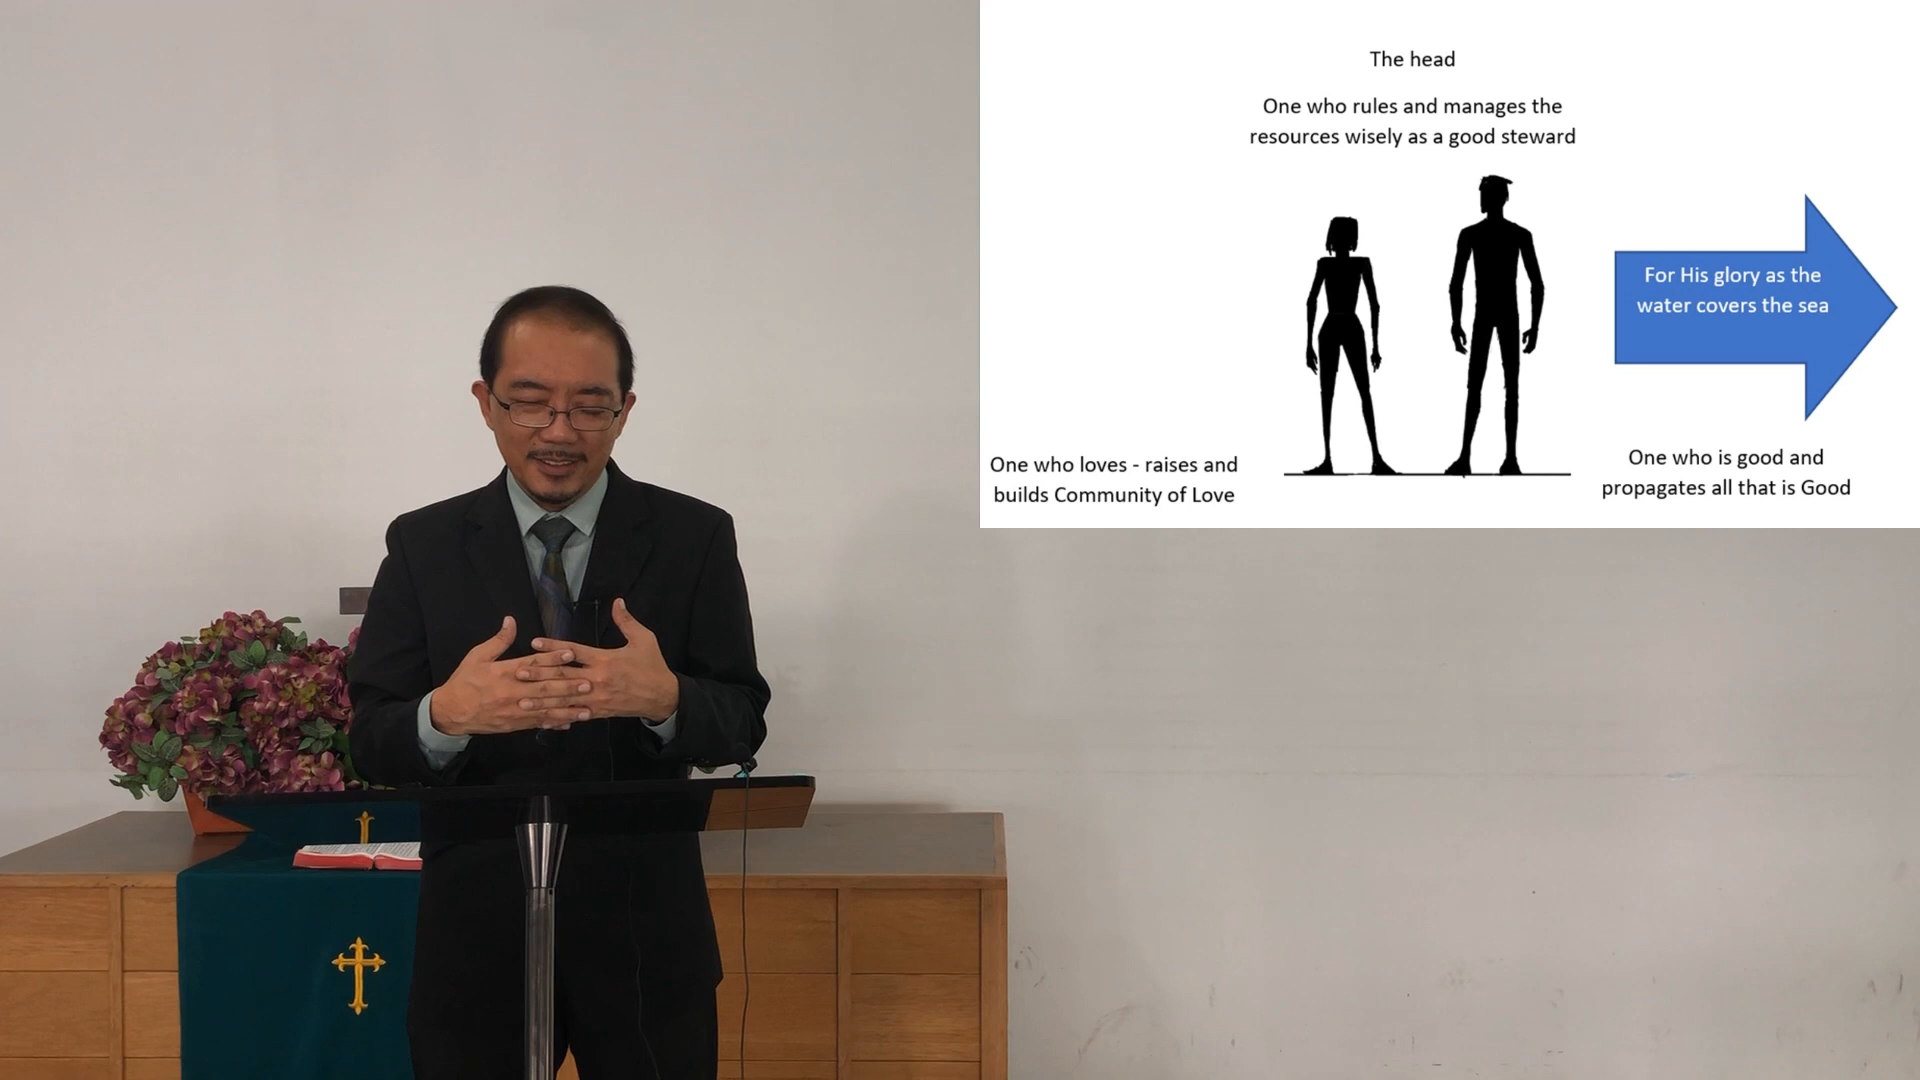 The head
One who rules and manages the
resources wisely as a good steward
For His glory as the
water covers the sea
One who loves - raises and
builds Community of Love
One who is good and
propagates all that is Good